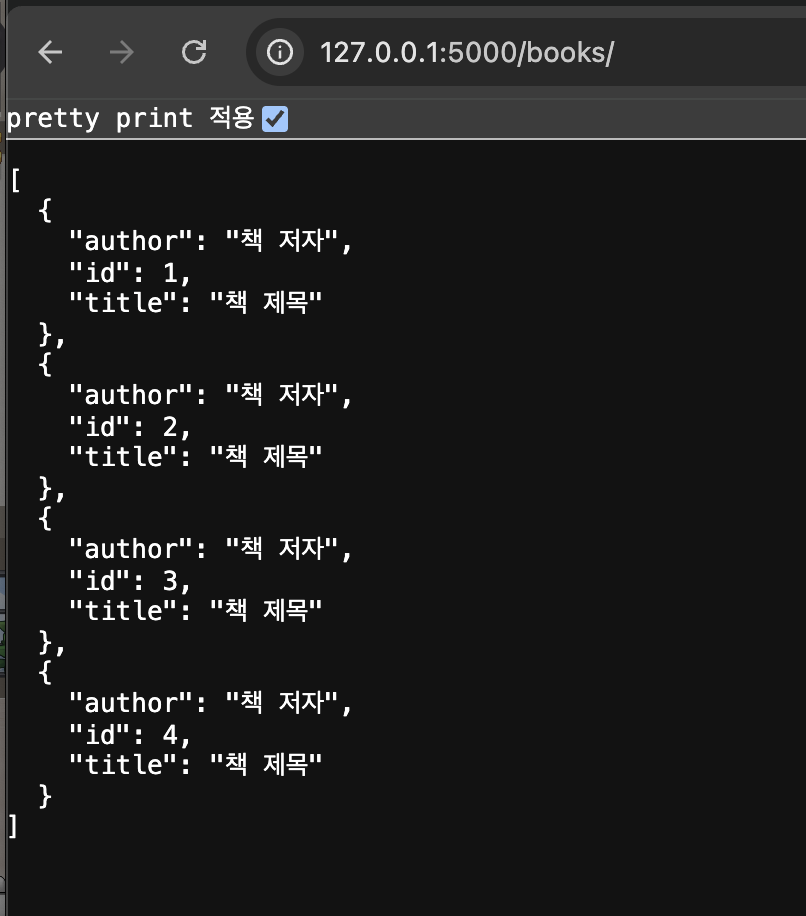 127.0.0.1:5000/books/
pretty print 적용
[
  {
    "author": "책 저자",
    "id": 1,
    "title": "책 제목"
  },
  {
    "author": "책 저자",
    "id": 2,
    "title": "책 제목"
  },
  {
    "author": "책 저자",
    "id": 3,
    "title": "책 제목"
  },
  {
    "author": "책 저자",
    "id": 4,
    "title": "책 제목"
  }
]